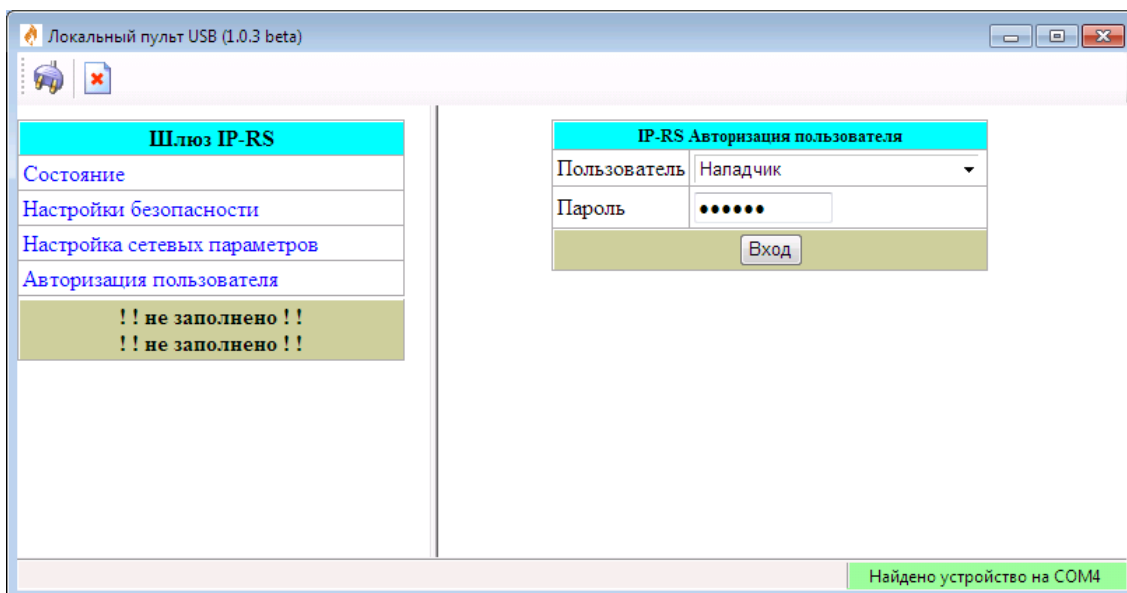 Локальный пульт USB (1.0.3 beta)
Шлюз IP-RS
Состояние
Настройки безопасности
Настройка сетевых параметров
Авторизация пользователя
! ! не заполнено ! !
! ! не заполнено ! !
IP-RS Авторизация пользователя
Пользователь Наладчик
Пароль ●●●●●●
Вход
Найдено устройство на COM4